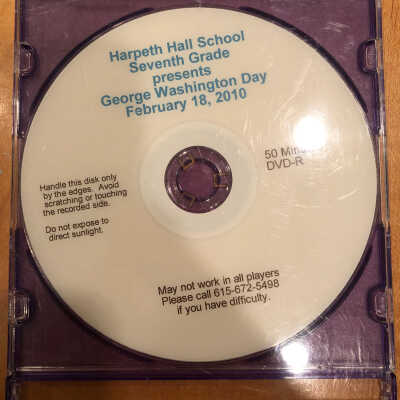 Harpeth Hall School
Seventh Grade
presents
George Washington Day
February 18, 2010
50
DVD-R
Handle this disk only
by the edges. Avoid
scratching or touching
the recorded side.
Do not expose to
direct sunlight.
May not work in all players
Please call 615-672-5498
if you have difficulty.